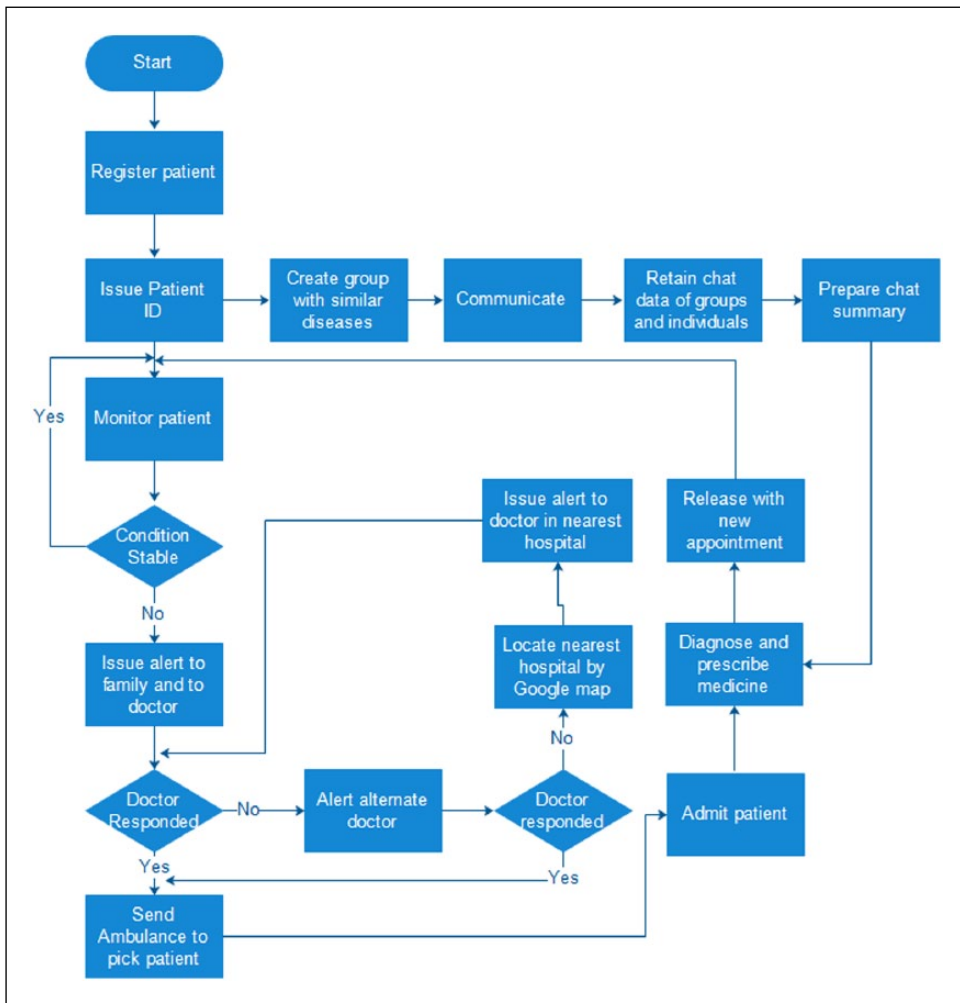 Start
Register patient
Issue Patient
ID
Create group
with similar
diseases
Communicate
Retain chat
data of groups
and individuals
Prepare chat
summary
Yes
Monitor patient
Condition
Stable
No
Issue alert to
family and to
doctor
Issue alert to
doctor in nearest
hospital
Release with
new
appointment
Locate nearest
hospital by
Google map
Diagnose and
prescribe
medicine
No
Doctor
Responded
No
Alert alternate
doctor
Doctor
responded
Admit patient
Yes
Yes
Send
Ambulance to
pick patient